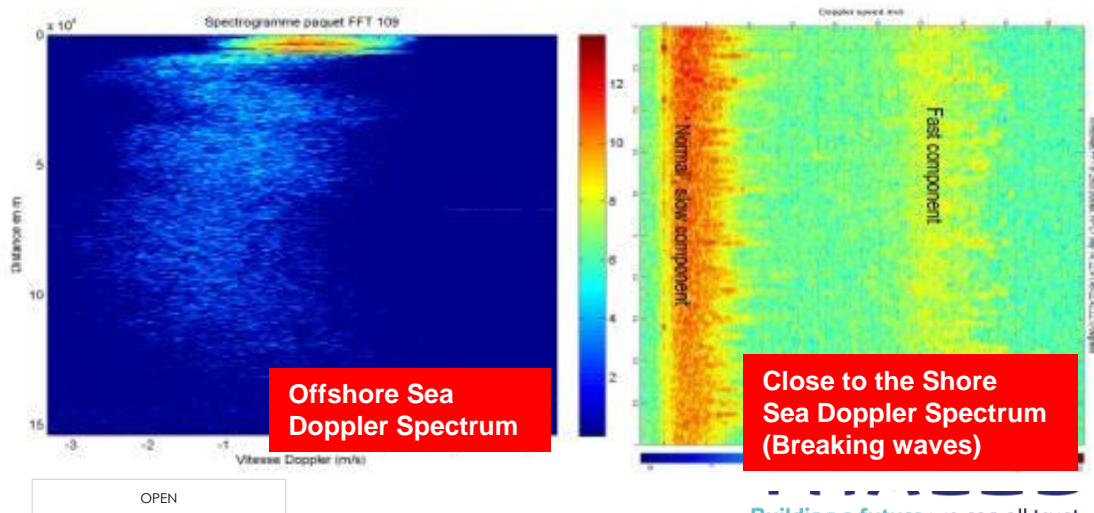 Spectrogramme paquet FFT 109
x 10⁴
0
5
10
15
Distance en m
-3
-2
-1
Vitesse Doppler (m/s)
12
10
8
6
4
2
Offshore Sea
Doppler Spectrum
Doppler speed m/s
'Normal' slow component
Fast component
Close to the Shore
Sea Doppler Spectrum
(Breaking waves)
OPEN